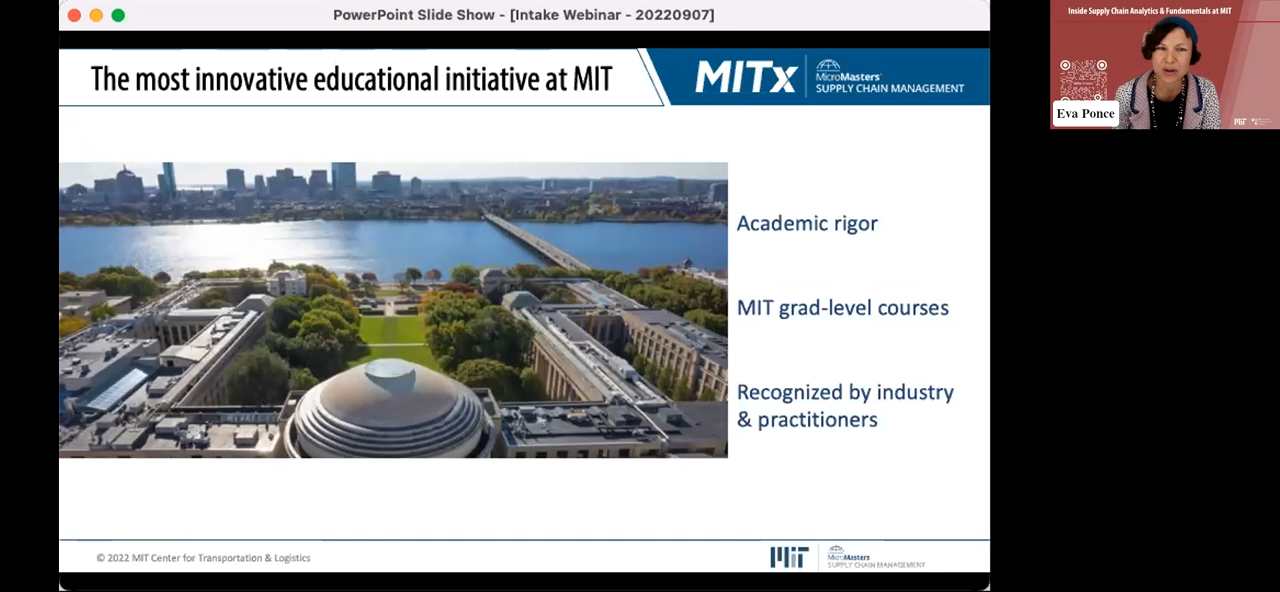 PowerPoint Slide Show - [Intake Webinar - 20220907]
The most innovative educational initiative at MIT
MITx
MicroMasters®
SUPPLY CHAIN MANAGEMENT
Academic rigor
MIT grad-level courses
Recognized by industry
& practitioners
© 2022 MIT Center for Transportation & Logistics
MIT
MicroMasters
SUPPLY CHAIN MANAGEMENT
Inside Supply Chain Analytics & Fundamentals at MIT
Eva Ponce
MIT